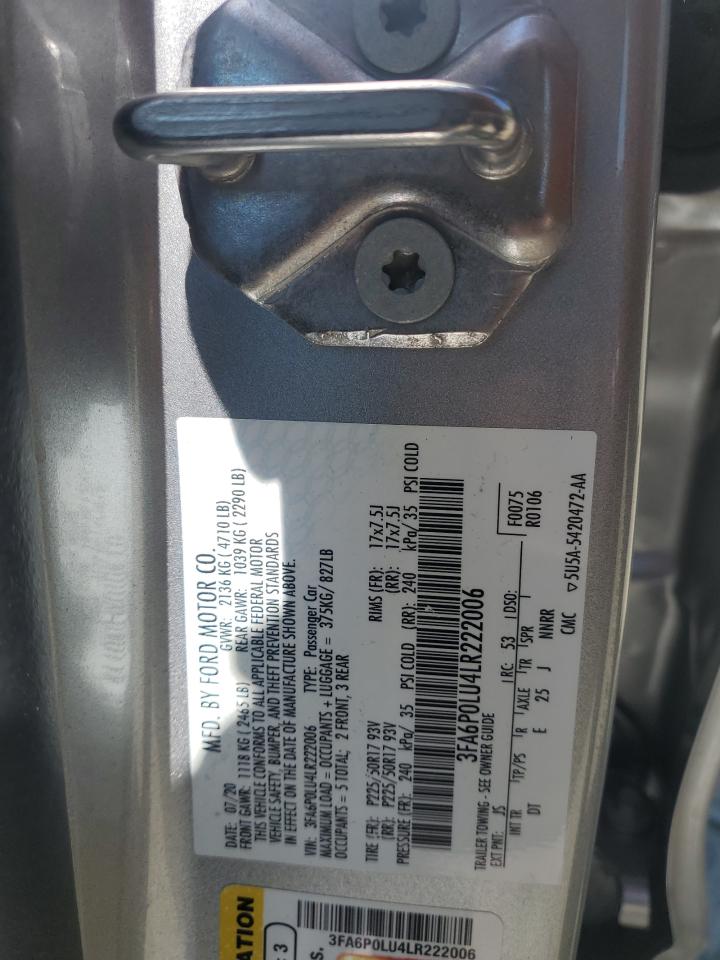 MFD. BY FORD MOTOR CO.
DATE: 07/20 GVWR: 2136 KG ( 4710 LB)
FRONT GAWR: 1118 KG ( 2465 LB) REAR GAWR: 1039 KG ( 2290 LB)
THIS VEHICLE CONFORMS TO ALL APPLICABLE FEDERAL MOTOR
VEHICLE SAFETY, BUMPER, AND THEFT PREVENTION STANDARDS
IN EFFECT ON THE DATE OF MANUFACTURE SHOWN ABOVE.
VIN: 3FA6P0LU4LR222006 TYPE: Passenger Car
MAXIMUM LOAD = OCCUPANTS + LUGGAGE = 375KG/ 827LB
OCCUPANTS = 5 TOTAL; 2 FRONT, 3 REAR
TIRE (FR): P225/50R17 93V RIMS (FR): 17x7.5J
(RR): P225/50R17 93V (RR): 17x7.5J
PRESSURE (FR): 240 kPa/ 35 PSI COLD (RR): 240 kPa/ 35 PSI COLD
3FA6P0LU4LR222006
TRAILER TOWING - SEE OWNER GUIDE
EXT PNT: JS RC: 53 DSO: F0075
R0106
INT TR TP/PS R AXLE TR SPR
DT E 25 J NNRR
CMC ▽5U5A-5420472-AA
ATION
: 3
S.
3FA6P0LU4LR222006